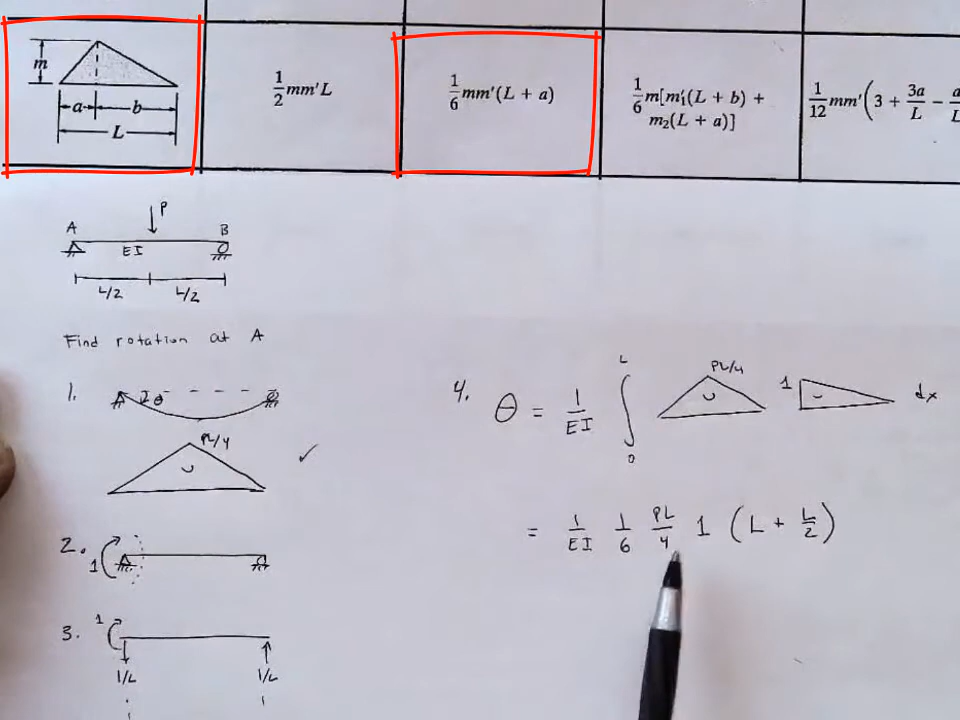 m
a
b
L
1/2 mm'L
1/6 mm'(L + a)
1/6 m[m'₁(L + b) +
m₂(L + a)]
1/12 mm'(3 + 3a/L −
P
A
B
EI
L/2
L/2
Find rotation at A
1.
θ
PL/4
✓
2.
1
3.
1
1/L
1/L
4.
θ = 1/EI ∫
L
0
PL/4
1
dx
= 1/EI 1/6 PL/4 1 (L + L/2)